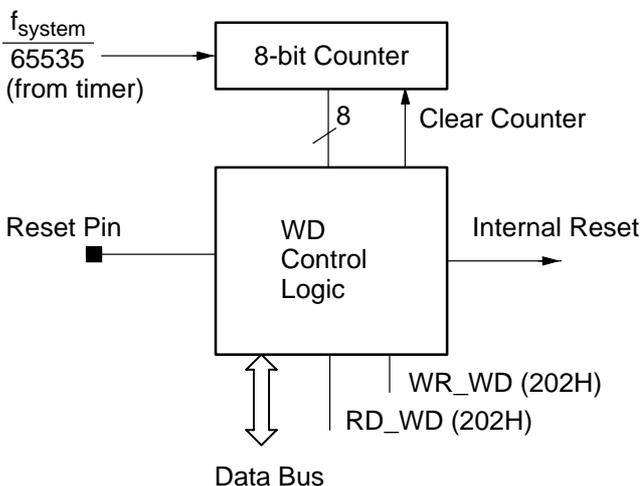 f_system
65535
(from timer)
8-bit Counter
8
Clear Counter
Reset Pin
WD
Control
Logic
Internal Reset
WR_WD (202H)
RD_WD (202H)
Data Bus